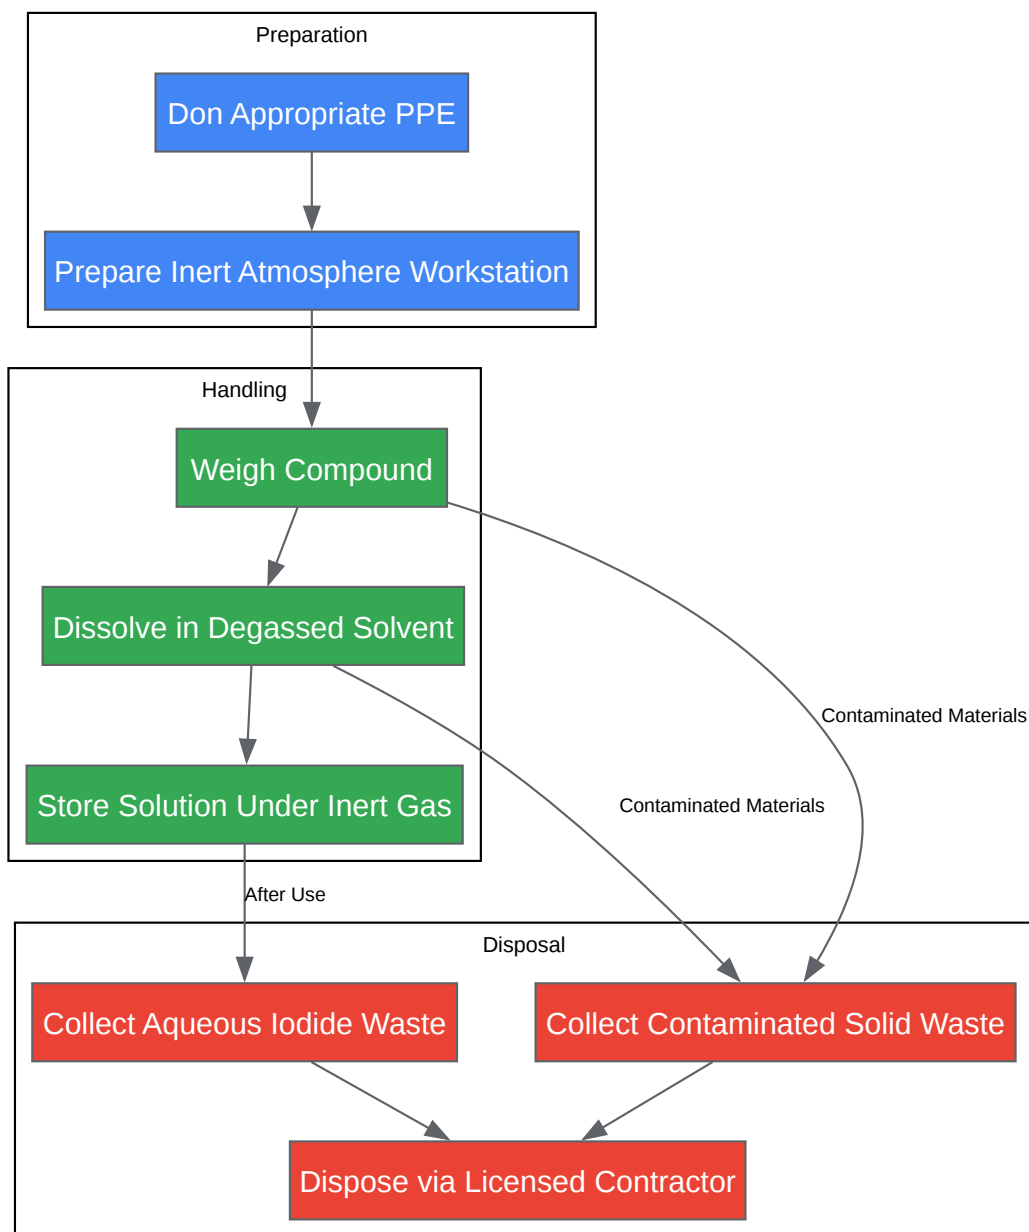 Preparation
Don Appropriate PPE
Prepare Inert Atmosphere Workstation
Handling
Weigh Compound
Dissolve in Degassed Solvent
Contaminated Materials
Store Solution Under Inert Gas
Contaminated Materials
After Use
Disposal
Collect Aqueous Iodide Waste
Collect Contaminated Solid Waste
Dispose via Licensed Contractor